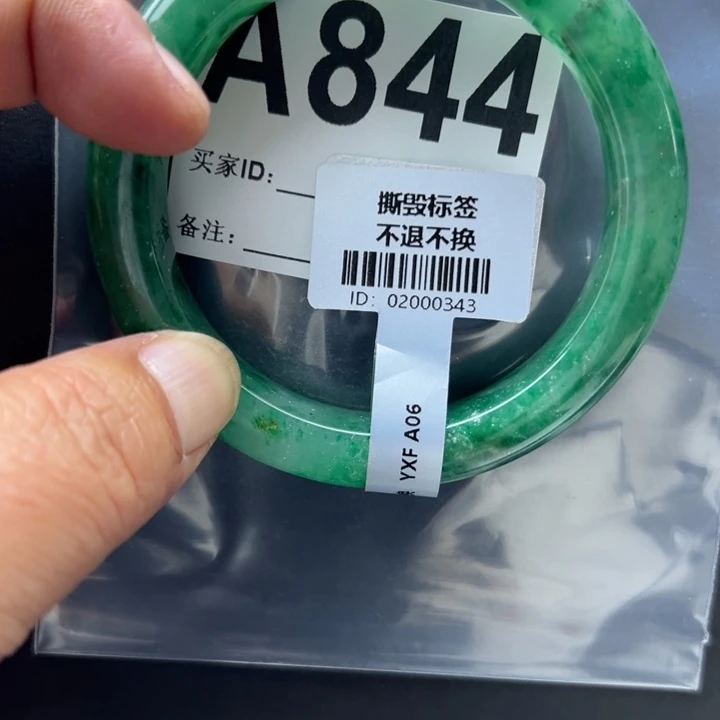 A844
买家ID:
备注:
撕毁标签
不退不换
ID: 02000343
YXF A06